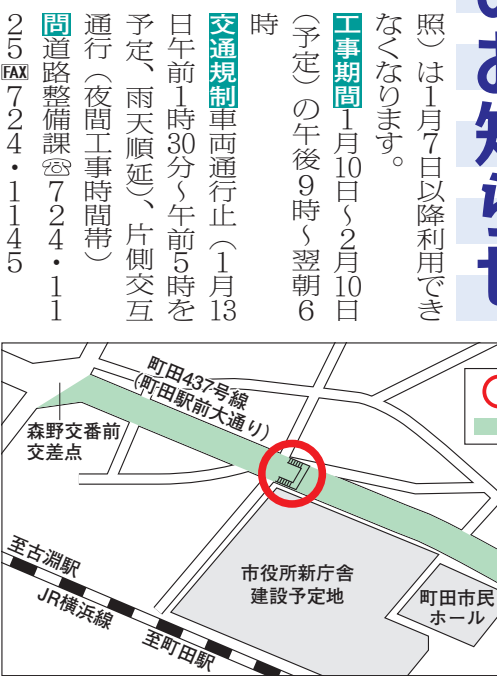 のお知らせ
照）は1月7日以降利用でき
なくなります。
工事期間 1月10日～2月10日
（予定）の午後9時～翌朝6
時
交通規制 車両通行止（1月13
日午前1時30分～午前5時を
予定、雨天順延）、片側交互
通行（夜間工事時間帯）
問 道路整備課☎724・11
25 FAX 724・1145
町田437号線
(町田駅前大通り)
森野交番前
交差点
至古淵駅
JR横浜線
至町田駅
市役所新庁舎
建設予定地
町田市民
ホール